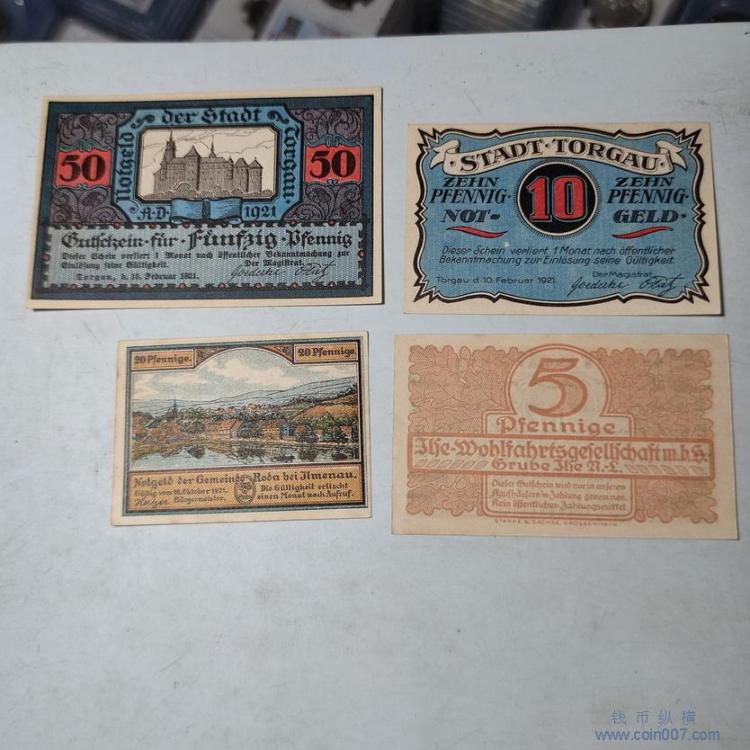 Notgeld der Stadt Torgau
50
50
A·D· 1921
Gutschein · für · Fünfzig · Pfennig
Dieser Schein verliert 1 Monat nach öffentlicher Bekanntmachung zur
Einlösung seine Gültigkeit. Der Magistrat.
Torgau, d. 10. Februar 1921.
· STADT · TORGAU ·
ZEHN 10 ZEHN
PFENNIG · PFENNIG
NOT- GELD ·
Dieser Schein verliert 1 Monat nach öffentlicher
Bekanntmachung zur Einlösung seine Gültigkeit.
Der Magistrat
Torgau d. 10. Februar 1921.
20 Pfennige. 20 Pfennige.
Notgeld der Gemeinde Roda bei Ilmenau.
Gültig vom 10. Oktober 1921. Die Gültigkeit erlischt
Bürgermeister. einen Monat nach Aufruf.
5
Pfennige
Ilse-Wohlfahrtsgesellschaft m.b.H.
Grube Ilse N.-L.
Dieser Gutschein wird nur in unseren
Kaufhäusern in Zahlung genommen.
Kein öffentlicher Zahlungsmittel.
STARKE & SACHSE, GROSSENHAIN
钱币纵横
www.coin007.com